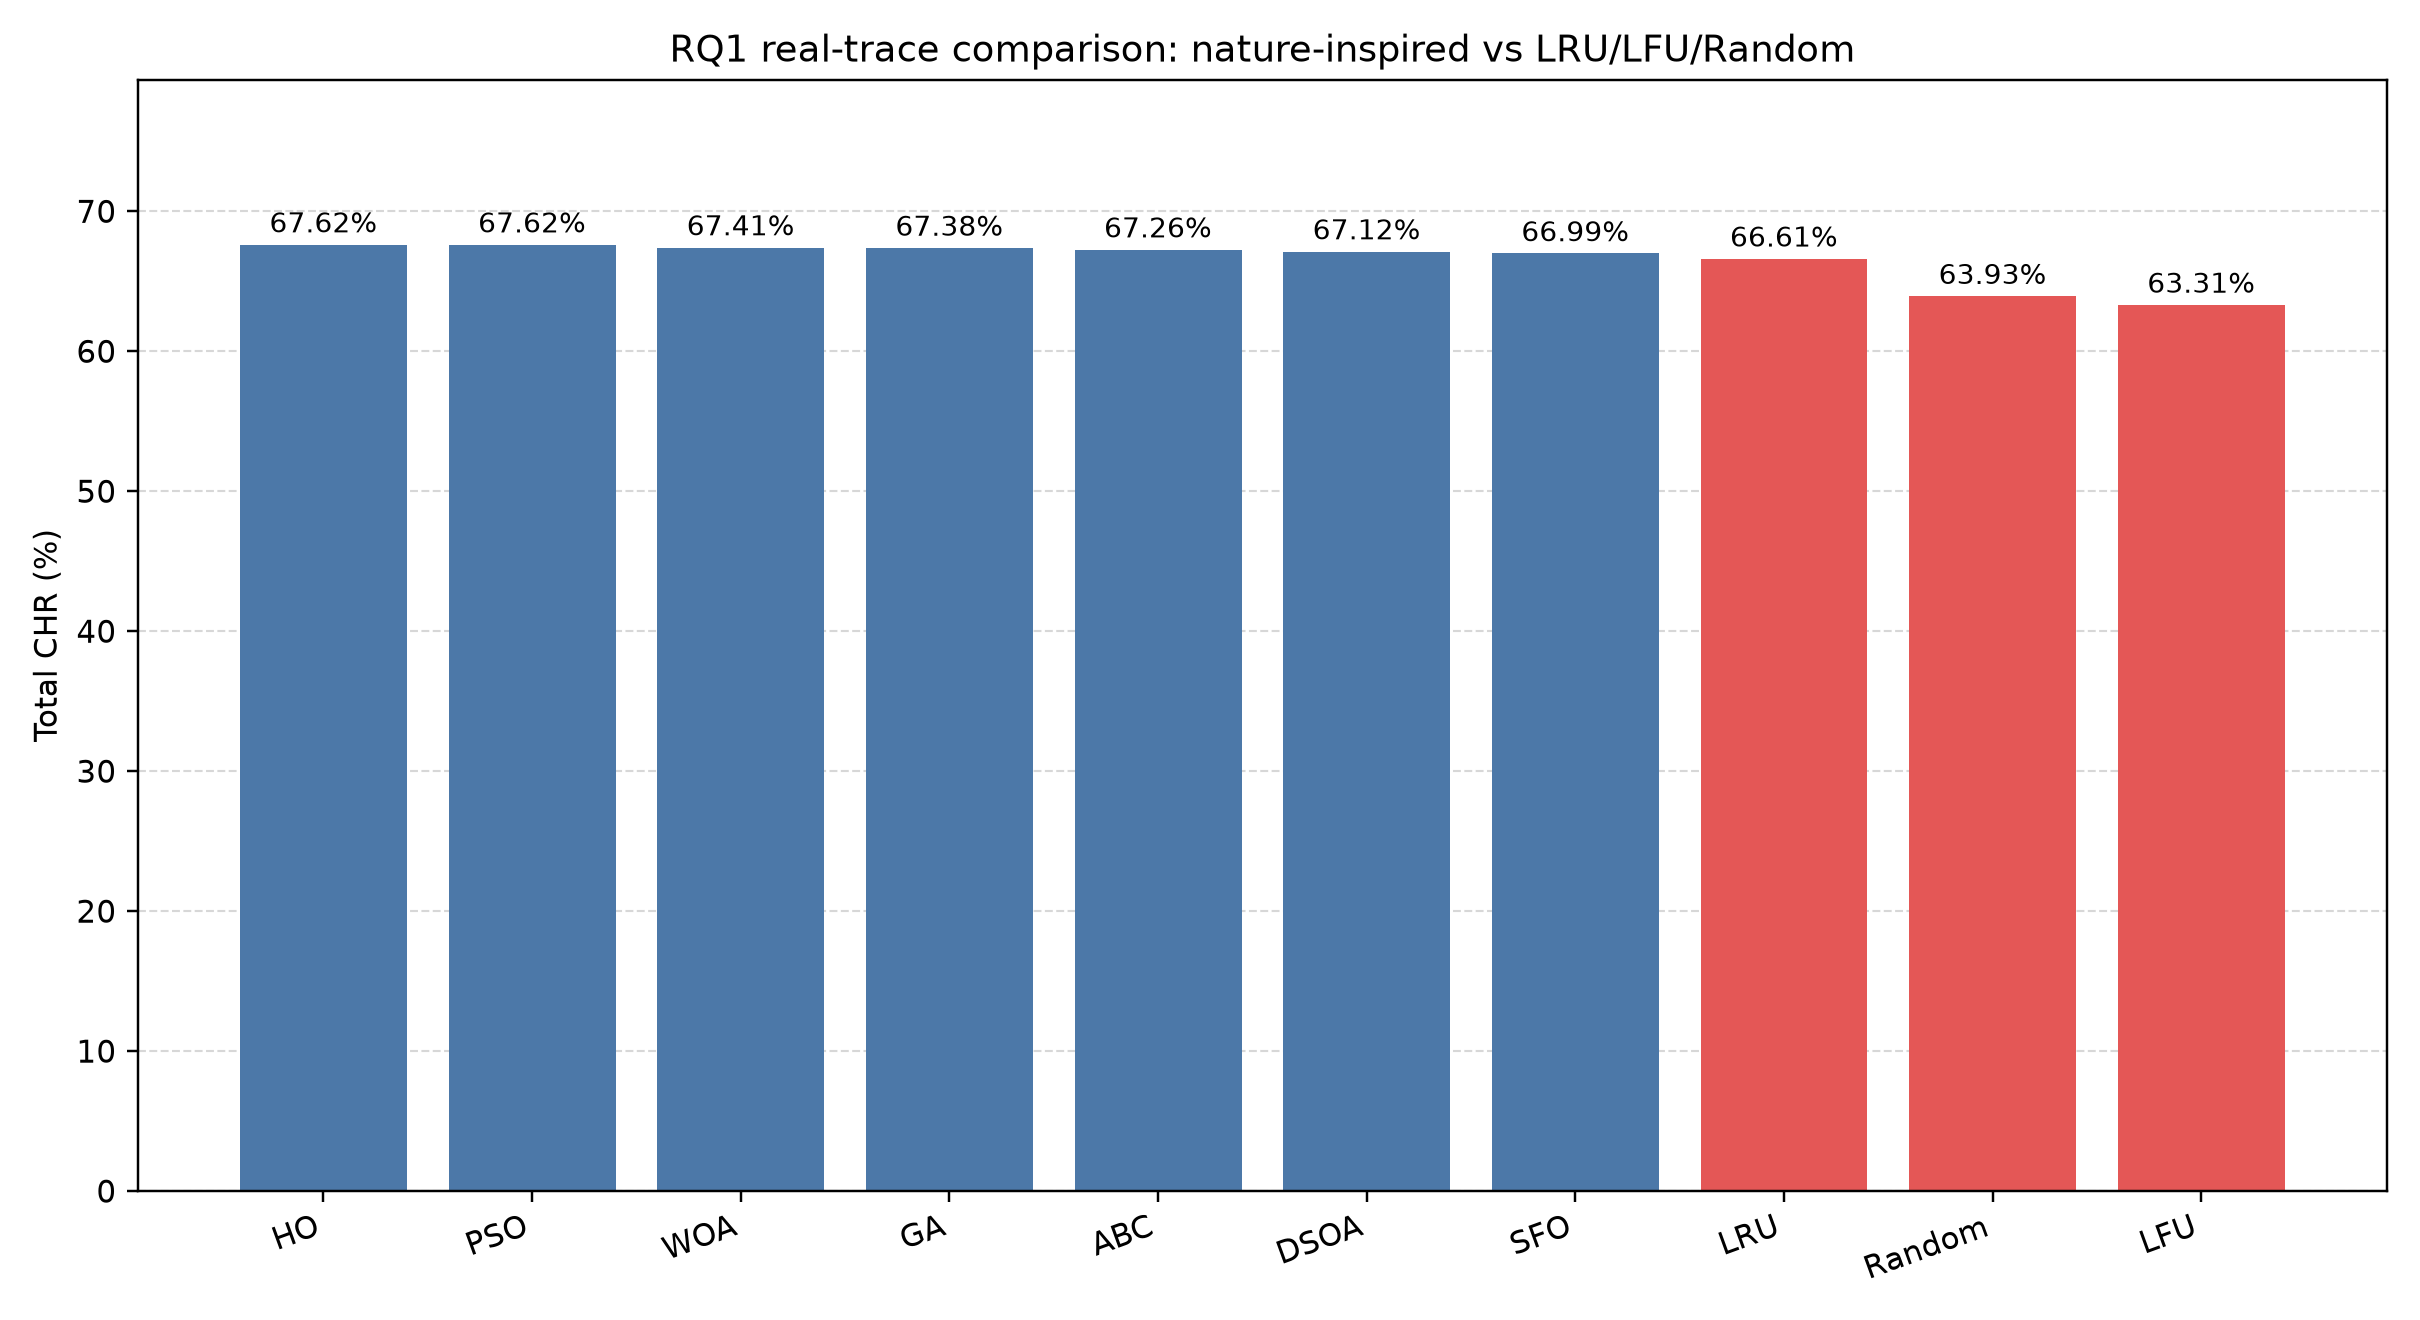 RQ1 real-trace comparison: nature-inspired vs LRU/LFU/Random
Total CHR (%)
70
60
50
40
30
20
10
0
67.62%
67.62%
67.41%
67.38%
67.26%
67.12%
66.99%
66.61%
63.93%
63.31%
HO
PSO
WOA
GA
ABC
DSOA
SFO
LRU
Random
LFU